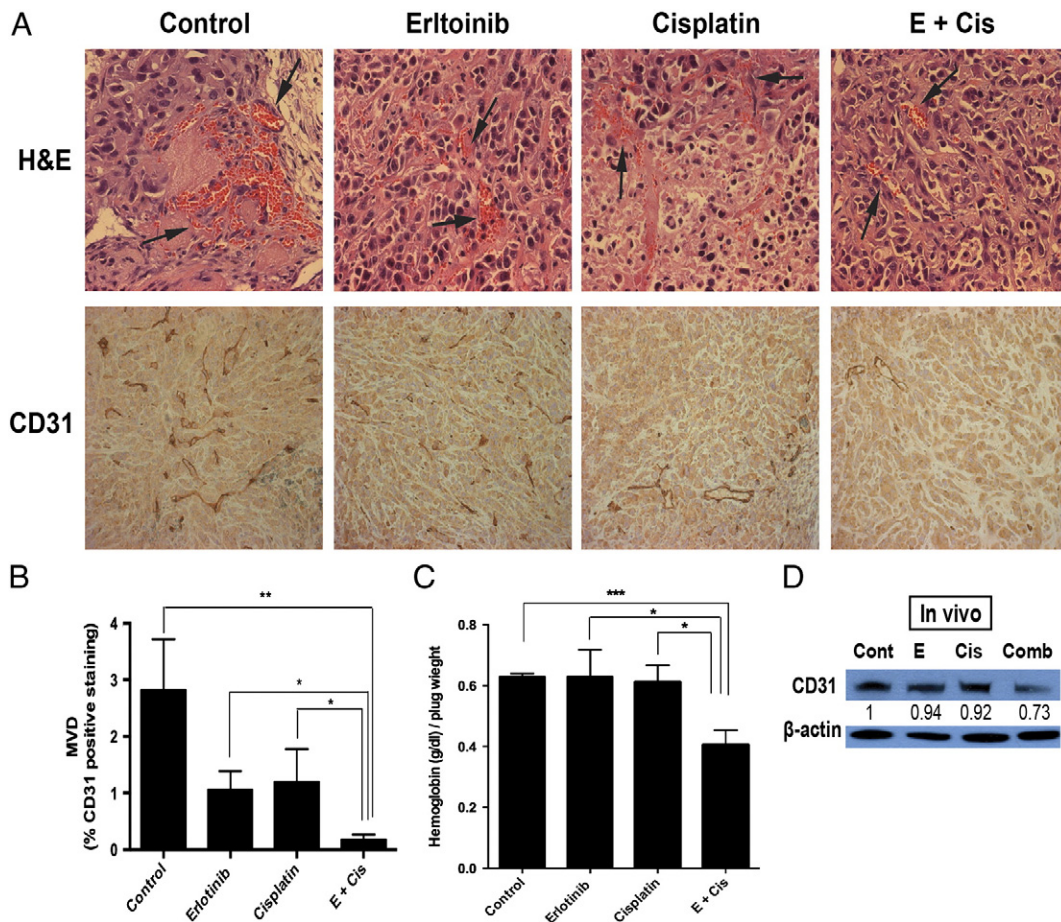 A
Control Erltoinib Cisplatin E + Cis
H&E
CD31
B
**
*
*
MVD
(% CD31 positive staining)
4
3
2
1
0
Control Erlotinib Cisplatin E + Cis
C
***
*
*
Hemoglobin (g/dl) / plug wieght
0.8
0.6
0.4
0.2
0.0
Control Erlotinib Cisplatin E + Cis
D
In vivo
Cont E Cis Comb
CD31
1 0.94 0.92 0.73
β-actin